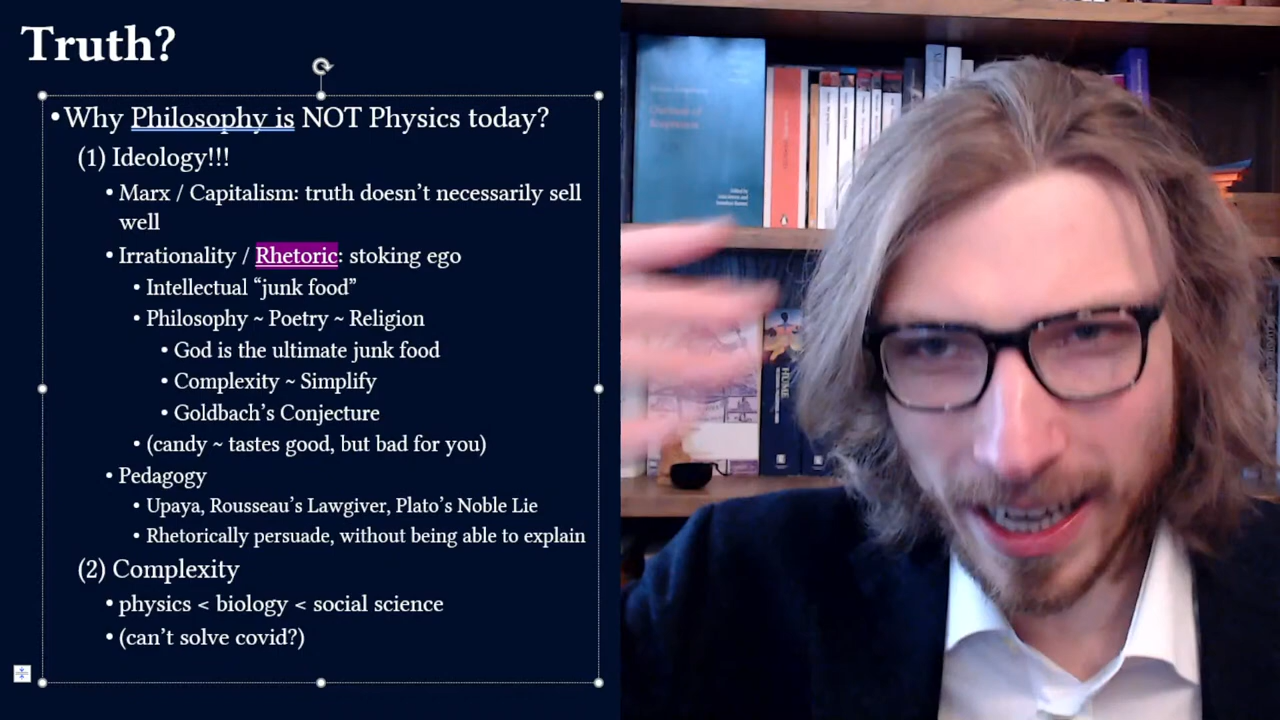 Truth?
•Why Philosophy is NOT Physics today?
(1) Ideology!!!
• Marx / Capitalism: truth doesn’t necessarily sell
well
• Irrationality / Rhetoric: stoking ego
• Intellectual “junk food”
• Philosophy ~ Poetry ~ Religion
• God is the ultimate junk food
• Complexity ~ Simplify
• Goldbach’s Conjecture
• (candy ~ tastes good, but bad for you)
• Pedagogy
• Upaya, Rousseau’s Lawgiver, Plato’s Noble Lie
• Rhetorically persuade, without being able to explain
(2) Complexity
• physics < biology < social science
• (can’t solve covid?)
HUME